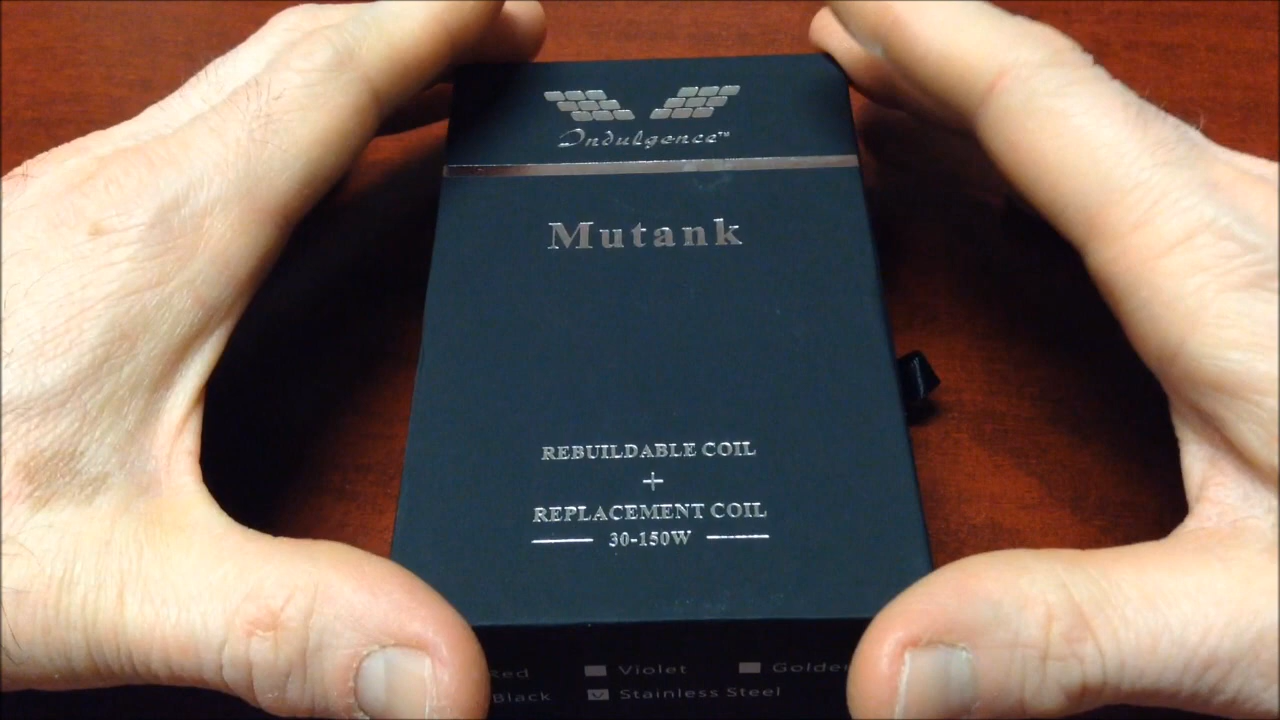 Indulgence™
Mutank
REBUILDABLE COIL
+
REPLACEMENT COIL
30-150W
Violet
Black
Stainless Steel